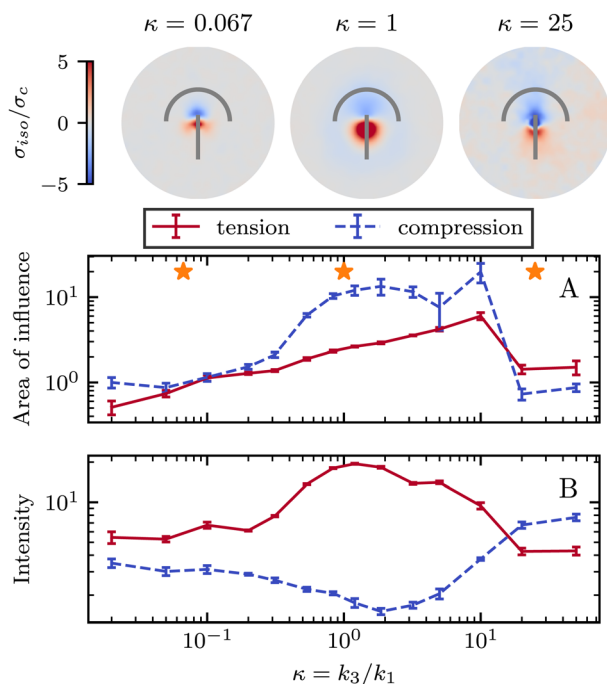 κ = 0.067 κ = 1 κ = 25
σ_iso/σ_c
5
0
−5
tension compression
Area of influence
10^1
10^0
A
Intensity
10^1
B
10^−1 10^0 10^1
κ = k_3/k_1